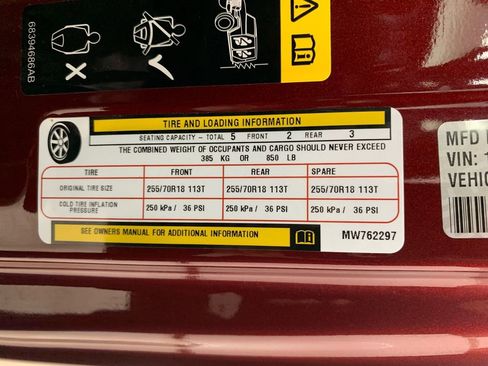 68394686AB
TIRE AND LOADING INFORMATION
SEATING CAPACITY - TOTAL 5 FRONT 2 REAR 3
THE COMBINED WEIGHT OF OCCUPANTS AND CARGO SHOULD NEVER EXCEED
385 KG OR 850 LB
TIRE FRONT REAR SPARE
ORIGINAL TIRE SIZE 255/70R18 113T 255/70R18 113T 255/70R18 113T
COLD TIRE INFLATION PRESSURE 250 kPa / 36 PSI 250 kPa / 36 PSI 250 kPa / 36 PSI
SEE OWNERS MANUAL FOR ADDITIONAL INFORMATION MW762297
MFD
VIN: 1
VEHIC